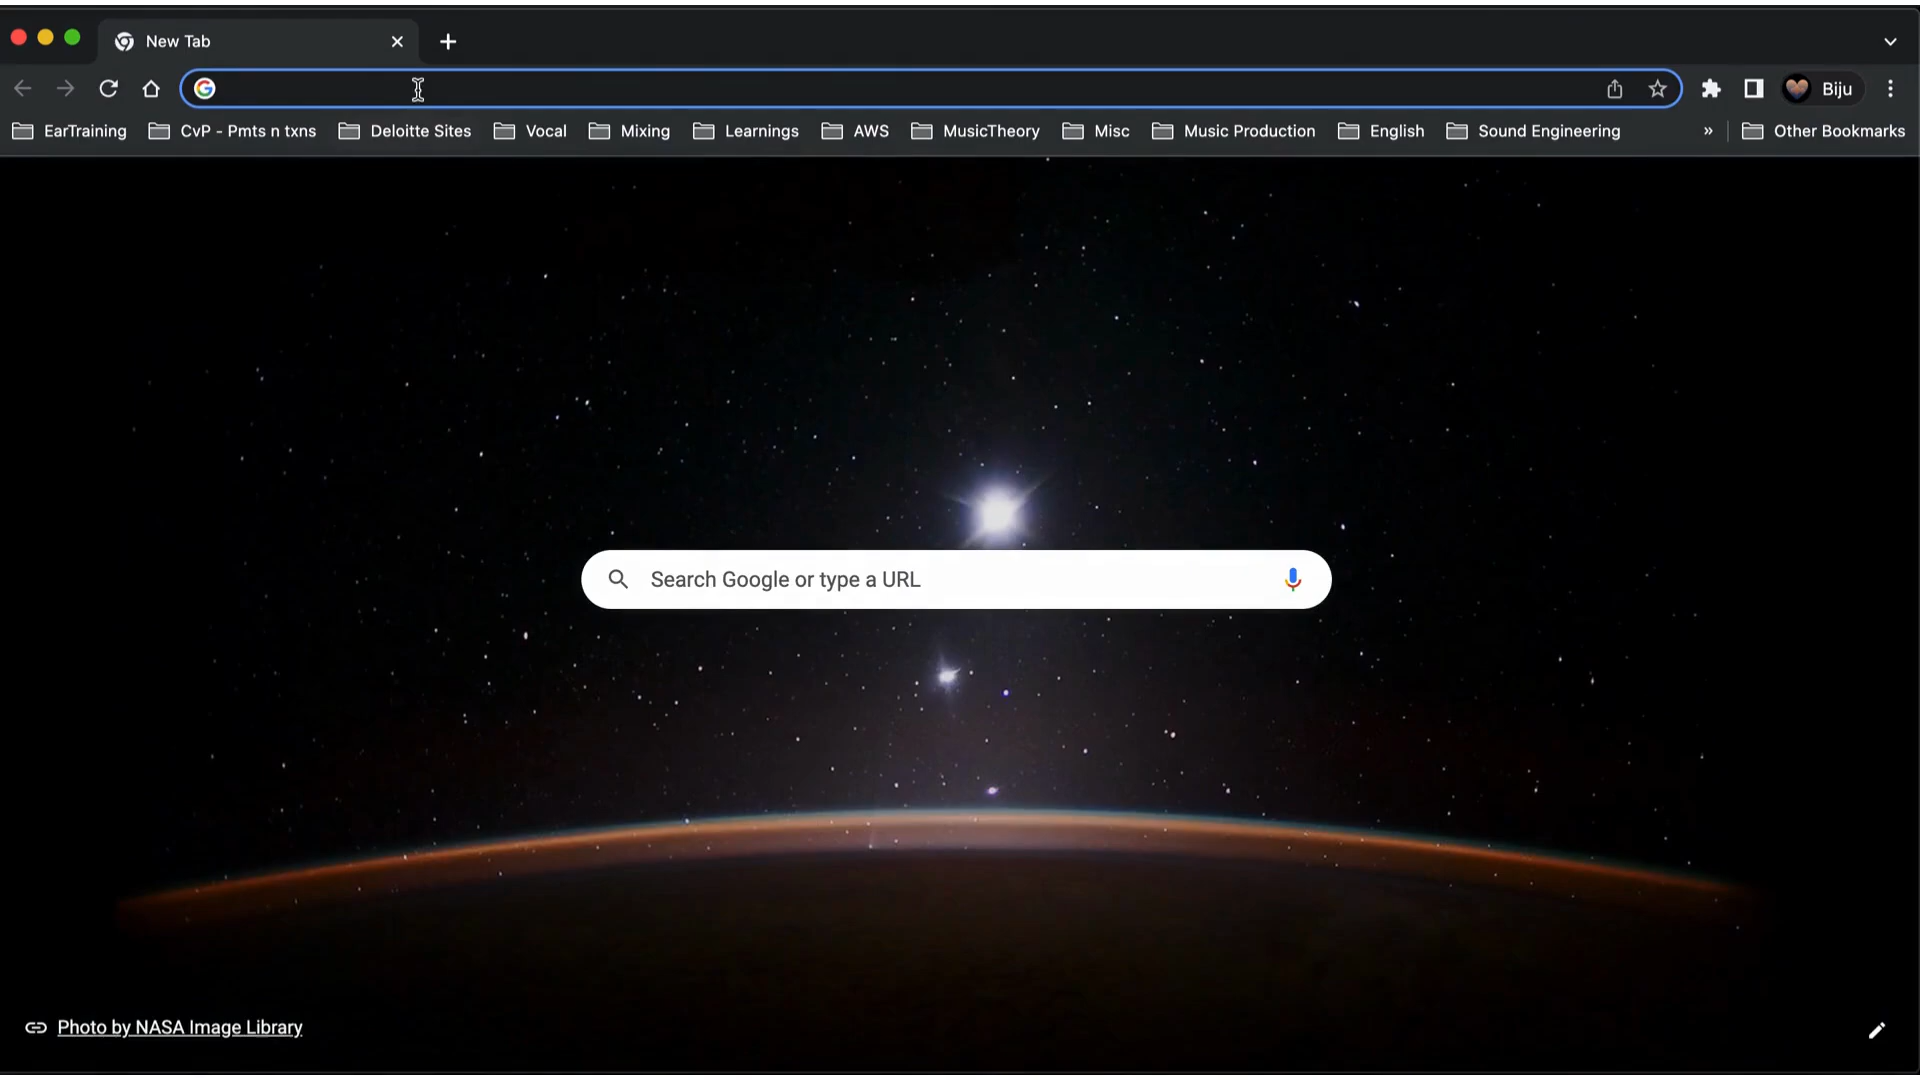 New Tab
Biju
EarTraining CvP - Pmts n txns Deloitte Sites Vocal Mixing Learnings AWS MusicTheory Misc Music Production English Sound Engineering » Other Bookmarks
Search Google or type a URL
Photo by NASA Image Library